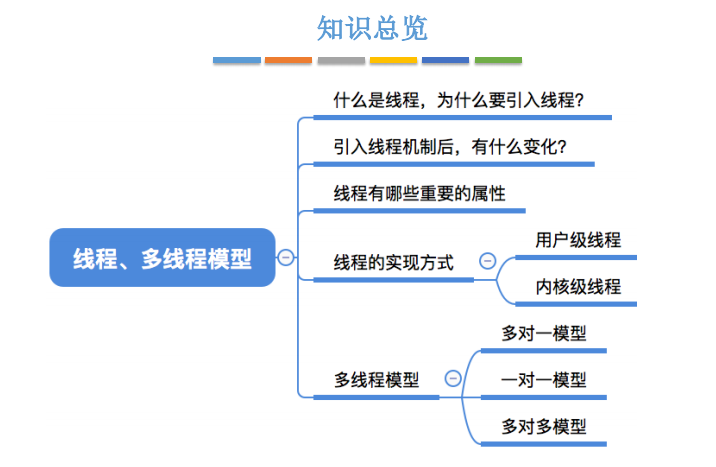 知识总览
什么是线程，为什么要引入线程？
引入线程机制后，有什么变化？
线程有哪些重要的属性
线程、多线程模型
线程的实现方式
用户级线程
内核级线程
多线程模型
多对一模型
一对一模型
多对多模型